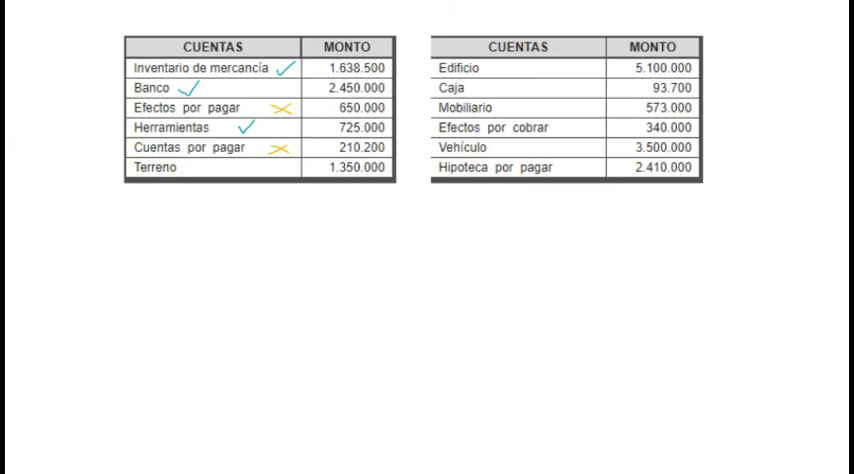 CUENTAS MONTO
Inventario de mercancía 1.638.500
Banco 2.450.000
Efectos por pagar 650.000
Herramientas 725.000
Cuentas por pagar 210.200
Terreno 1.350.000
CUENTAS MONTO
Edificio 5.100.000
Caja 93.700
Mobiliario 573.000
Efectos por cobrar 340.000
Vehículo 3.500.000
Hipoteca por pagar 2.410.000